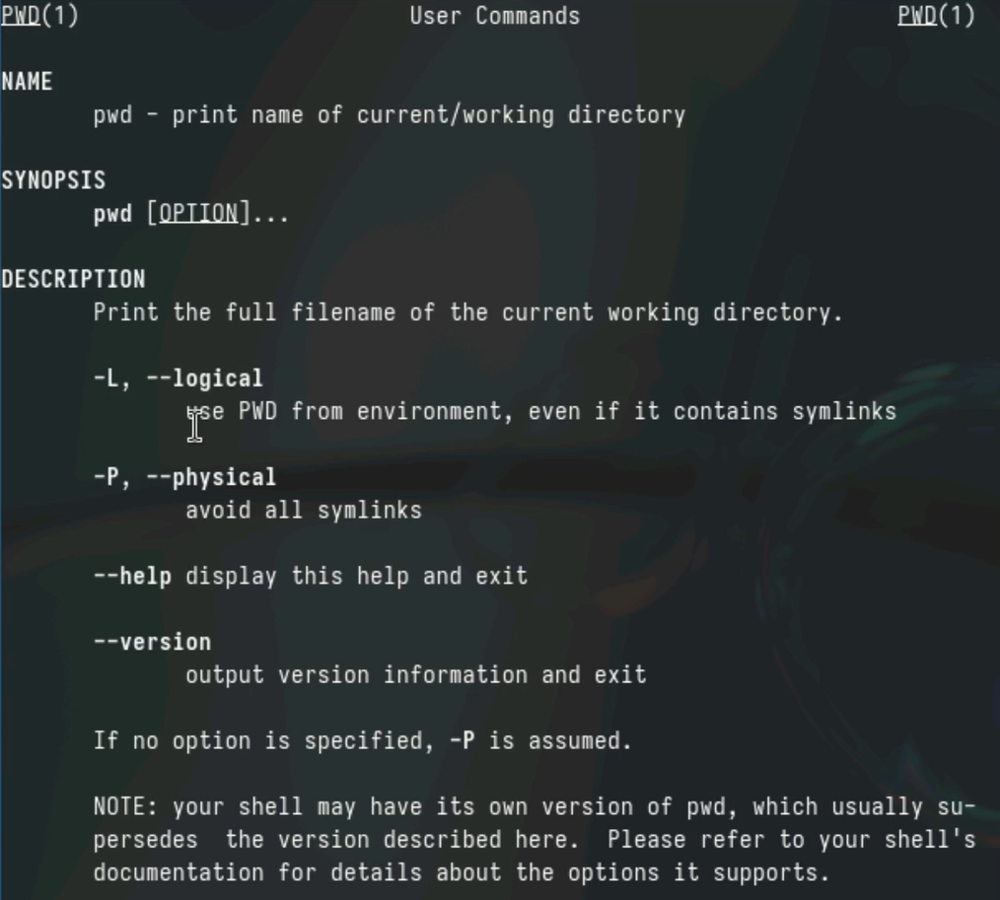 PWD(1) User Commands PWD(1)
NAME
pwd - print name of current/working directory
SYNOPSIS
pwd [OPTION]...
DESCRIPTION
Print the full filename of the current working directory.
-L, --logical
use PWD from environment, even if it contains symlinks
-P, --physical
avoid all symlinks
--help display this help and exit
--version
output version information and exit
If no option is specified, -P is assumed.
NOTE: your shell may have its own version of pwd, which usually su-
persedes  the version described here.  Please refer to your shell's
documentation for details about the options it supports.